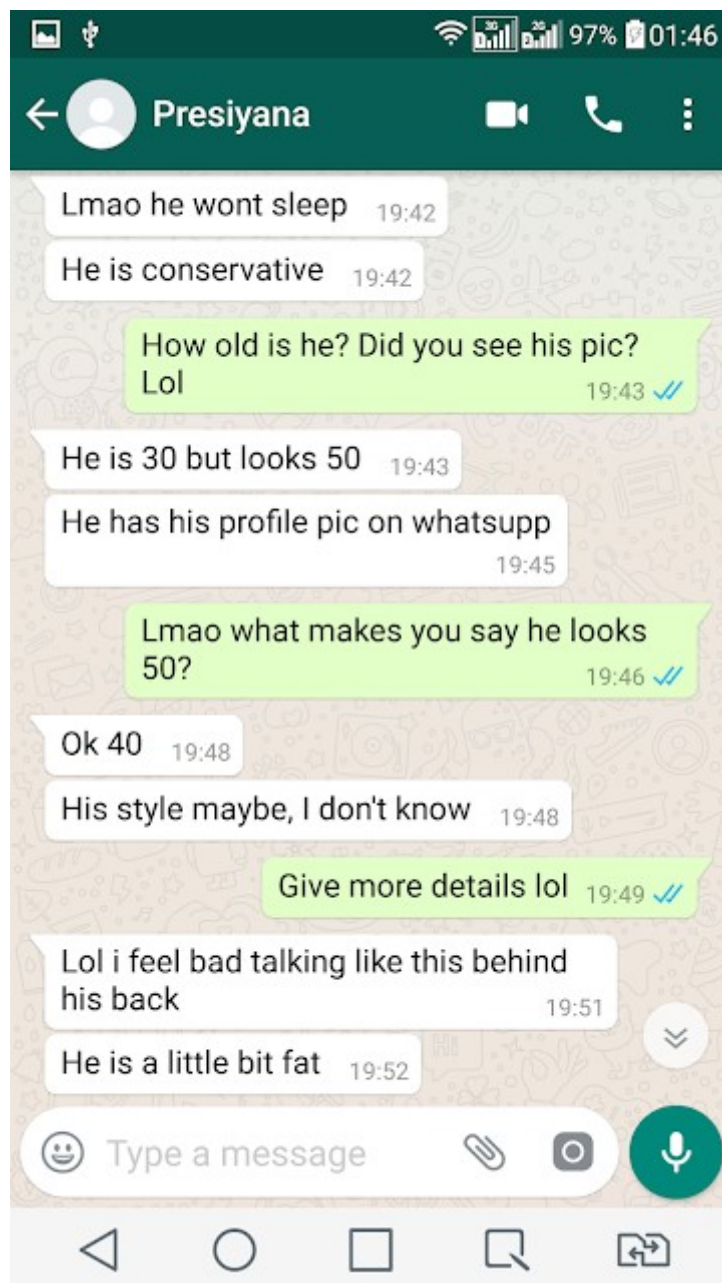 97% 01:46
Presiyana
Lmao he wont sleep 19:42
He is conservative 19:42
How old is he? Did you see his pic?
Lol 19:43
He is 30 but looks 50 19:43
He has his profile pic on whatsupp
19:45
Lmao what makes you say he looks
50? 19:46
Ok 40 19:48
His style maybe, I don't know 19:48
Give more details lol 19:49
Lol i feel bad talking like this behind
his back 19:51
He is a little bit fat 19:52
Type a message